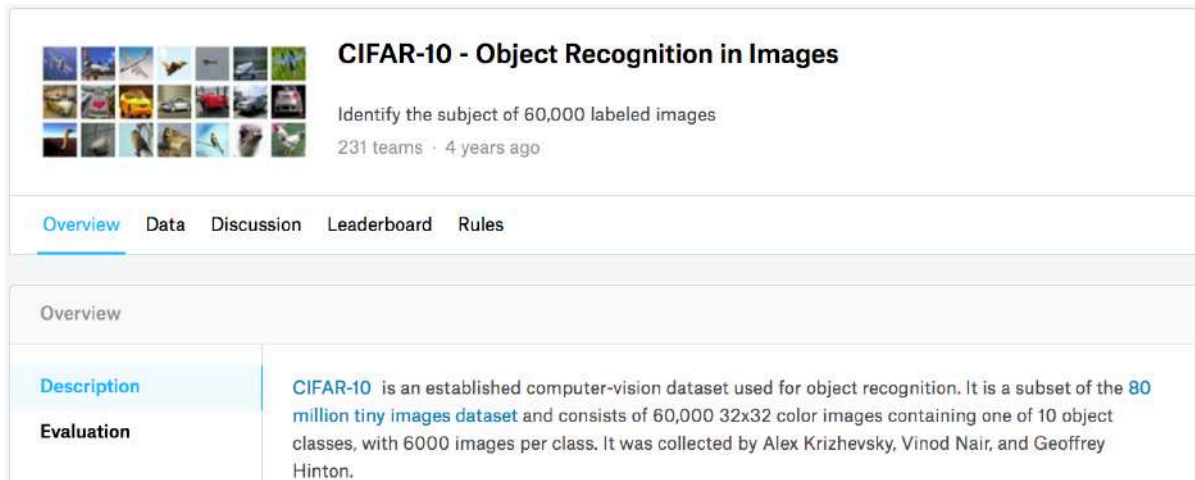 CIFAR-10 - Object Recognition in Images
Identify the subject of 60,000 labeled images
231 teams · 4 years ago
Overview Data Discussion Leaderboard Rules
Overview
Description
Evaluation
CIFAR-10 is an established computer-vision dataset used for object recognition. It is a subset of the 80
million tiny images dataset and consists of 60,000 32x32 color images containing one of 10 object
classes, with 6000 images per class. It was collected by Alex Krizhevsky, Vinod Nair, and Geoffrey
Hinton.